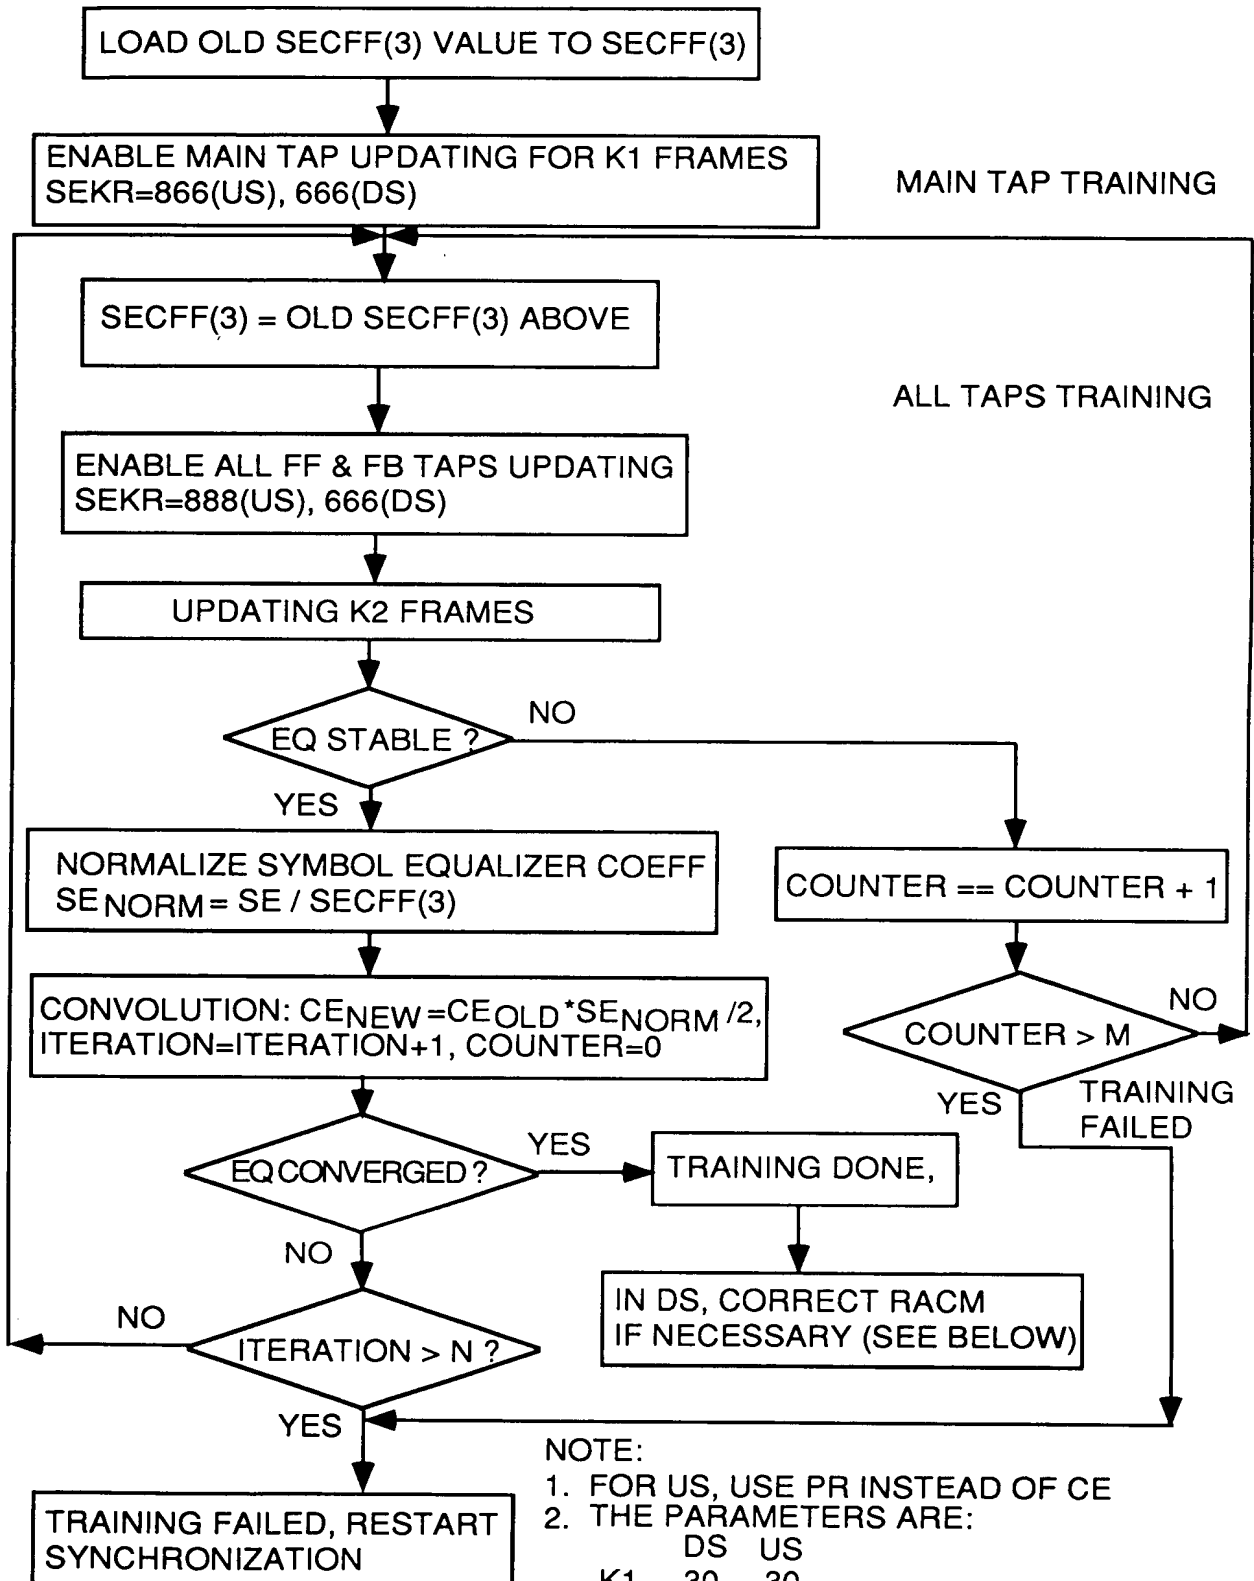 LOAD OLD SECFF(3) VALUE TO SECFF(3)
ENABLE MAIN TAP UPDATING FOR K1 FRAMES
SEKR=866(US), 666(DS)
MAIN TAP TRAINING
SECFF(3) = OLD SECFF(3) ABOVE
ALL TAPS TRAINING
ENABLE ALL FF & FB TAPS UPDATING
SEKR=888(US), 666(DS)
UPDATING K2 FRAMES
EQ STABLE ?
NO
YES
NORMALIZE SYMBOL EQUALIZER COEFF
SE NORM = SE / SECFF(3)
COUNTER == COUNTER + 1
CONVOLUTION: CENEW =CEOLD *SENORM /2,
ITERATION=ITERATION+1, COUNTER=0
COUNTER > M
NO
YES
TRAINING
FAILED
EQ CONVERGED ?
YES
TRAINING DONE,
NO
IN DS, CORRECT RACM
IF NECESSARY (SEE BELOW)
NO
ITERATION > N ?
YES
TRAINING FAILED, RESTART
SYNCHRONIZATION
NOTE:
1. FOR US, USE PR INSTEAD OF CE
2. THE PARAMETERS ARE:
DS US
K1 30 30